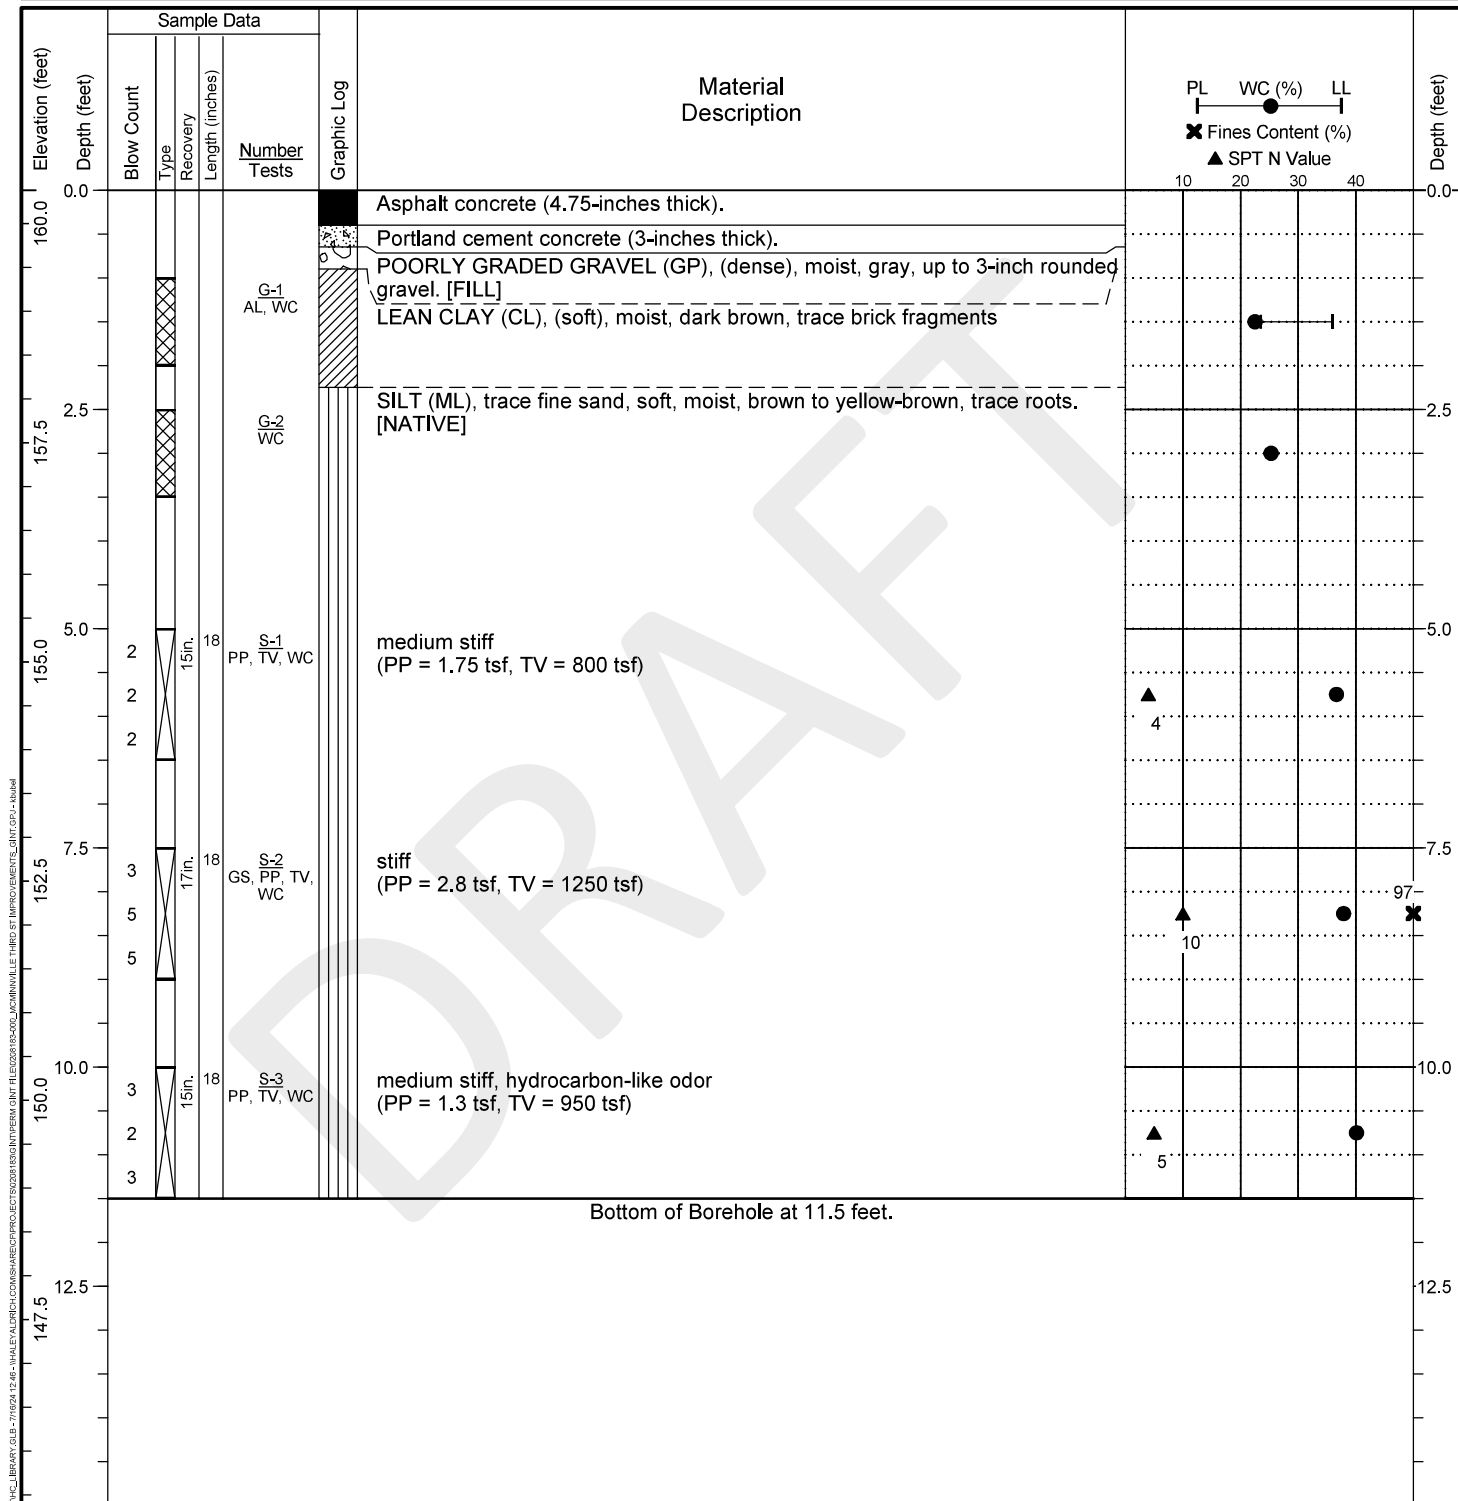 Sample Data
Elevation (feet)
Depth (feet)
Blow Count
Type
Recovery
Length (inches)
Number
Tests
Graphic Log
Material
Description
PL WC (%) LL
Fines Content (%)
SPT N Value
10 20 30 40
Depth (feet)
0.0
0.0
160.0
Asphalt concrete (4.75-inches thick).
Portland cement concrete (3-inches thick).
POORLY GRADED GRAVEL (GP), (dense), moist, gray, up to 3-inch rounded
gravel. [FILL]
G-1
AL, WC
LEAN CLAY (CL), (soft), moist, dark brown, trace brick fragments
2.5
2.5
157.5
G-2
WC
SILT (ML), trace fine sand, soft, moist, brown to yellow-brown, trace roots.
[NATIVE]
5.0
5.0
155.0
2
2
2
15in.
18
S-1
PP, TV, WC
medium stiff
(PP = 1.75 tsf, TV = 800 tsf)
4
7.5
7.5
152.5
3
5
5
17in.
18
S-2
GS, PP, TV,
WC
stiff
(PP = 2.8 tsf, TV = 1250 tsf)
97
10
10.0
10.0
150.0
3
2
3
15in.
18
S-3
PP, TV, WC
medium stiff, hydrocarbon-like odor
(PP = 1.3 tsf, TV = 950 tsf)
5
Bottom of Borehole at 11.5 feet.
12.5
12.5
147.5
DRAFT